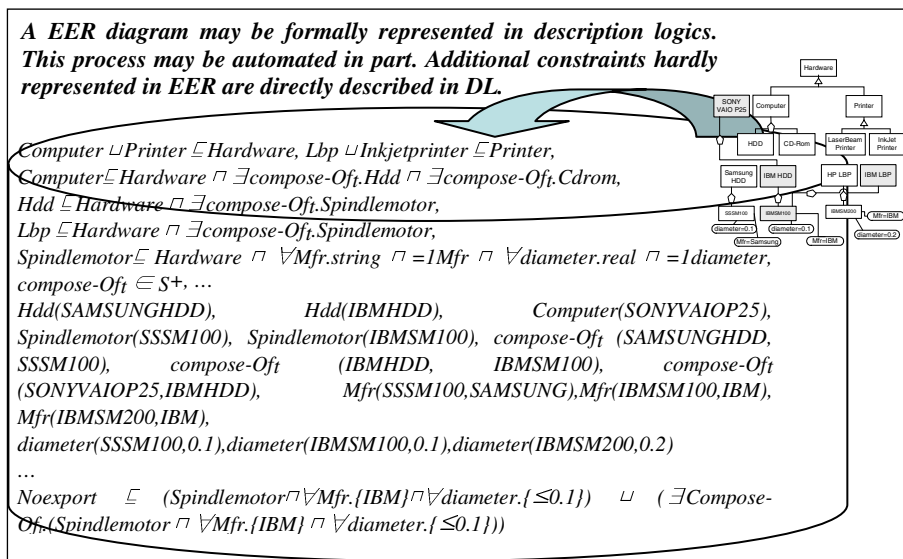 A EER diagram may be formally represented in description logics.
This process may be automated in part. Additional constraints hardly
represented in EER are directly described in DL.
Hardware
SONY
VAIO P25
Computer
Printer
HDD
CD-Rom
LaserBeam
Printer
InkJet
Printer
Samsung
HDD
IBM HDD
HP LBP
IBM LBP
SSSM100
IBMSM100
IBMSM200
Mfr=IBM
diameter=0.1
diameter=0.1
diameter=0.2
Mfr=Samsung
Mfr=IBM
Computer ⊔ Printer ⊑ Hardware, Lbp ⊔ Inkjetprinter ⊑ Printer,
Computer ⊑ Hardware ⊓ ∃compose-Oft.Hdd ⊓ ∃compose-Oft.Cdrom,
Hdd ⊑ Hardware ⊓ ∃compose-Oft.Spindlemotor,
Lbp ⊑ Hardware ⊓ ∃compose-Oft.Spindlemotor,
Spindlemotor ⊑ Hardware ⊓ ∀Mfr.string ⊓ =1Mfr ⊓ ∀diameter.real ⊓ =1diameter,
compose-Oft ∈ S+, ...
Hdd(SAMSUNGHDD), Hdd(IBMHDD), Computer(SONYVAIOP25),
Spindlemotor(SSSM100), Spindlemotor(IBMSM100), compose-Oft (SAMSUNGHDD,
SSSM100), compose-Oft (IBMHDD, IBMSM100), compose-Oft
(SONYVAIOP25,IBMHDD), Mfr(SSSM100,SAMSUNG),Mfr(IBMSM100,IBM),
Mfr(IBMSM200,IBM),
diameter(SSSM100,0.1),diameter(IBMSM100,0.1),diameter(IBMSM200,0.2)
...
Noexport ⊑ (Spindlemotor⊓∀Mfr.{IBM}⊓∀diameter.{≤0.1}) ⊔ (∃Compose-
Oft.(Spindlemotor ⊓ ∀Mfr.{IBM} ⊓ ∀diameter.{≤0.1}))